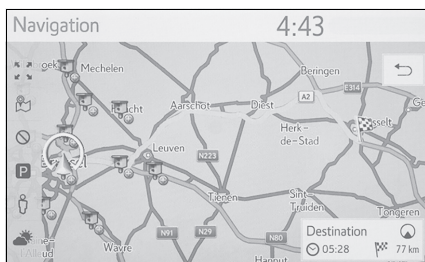 Navigation
4:43
Mechelen
Beringen
E314
A2
Aarschot
Diest
Herk-
de-Stad
Leuven
N223
P
Tienen
Sint-
Truiden
Tongeren
Destination
05:28
77 km
N91
N29
N80
Wavre